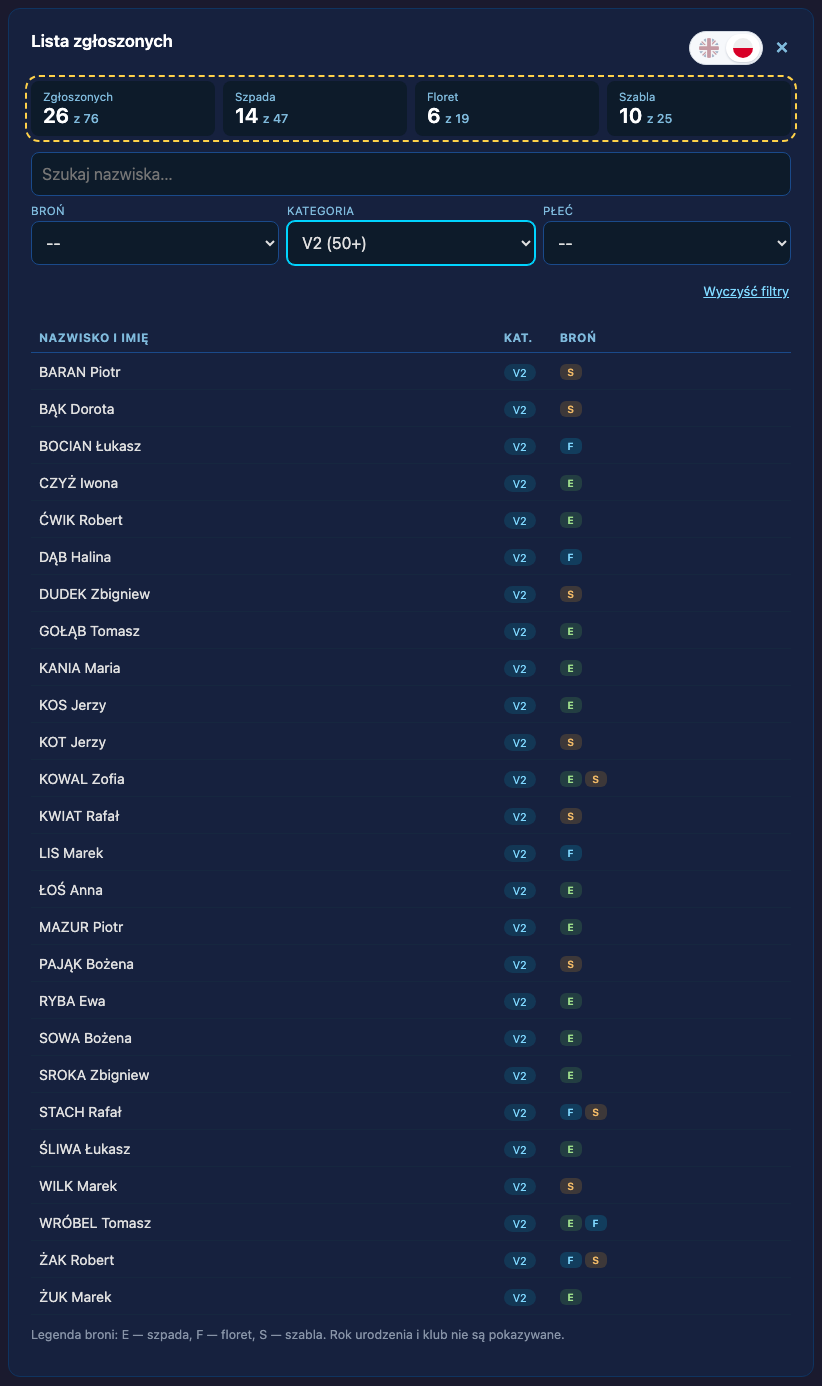 Lista zgłoszonych
×
Zgłoszonych Szpada Floret Szabla
26 z 76 14 z 47 6 z 19 10 z 25
Szukaj nazwiska...
BROŃ KATEGORIA PŁEĆ
-- V2 (50+) --
Wyczyść filtry
NAZWISKO I IMIĘ KAT. BROŃ
BARAN Piotr V2 S
BĄK Dorota V2 S
BOCIAN Łukasz V2 F
CZYŻ Iwona V2 E
ĆWIK Robert V2 E
DĄB Halina V2 F
DUDEK Zbigniew V2 S
GOŁĄB Tomasz V2 E
KANIA Maria V2 E
KOS Jerzy V2 E
KOT Jerzy V2 S
KOWAL Zofia V2 E S
KWIAT Rafał V2 S
LIS Marek V2 F
ŁOŚ Anna V2 E
MAZUR Piotr V2 E
PAJĄK Bożena V2 S
RYBA Ewa V2 E
SOWA Bożena V2 E
SROKA Zbigniew V2 E
STACH Rafał V2 F S
ŚLIWA Łukasz V2 E
WILK Marek V2 S
WRÓBEL Tomasz V2 E F
ŻAK Robert V2 F S
ŻUK Marek V2 E
Legenda broni: E — szpada, F — floret, S — szabla. Rok urodzenia i klub nie są pokazywane.